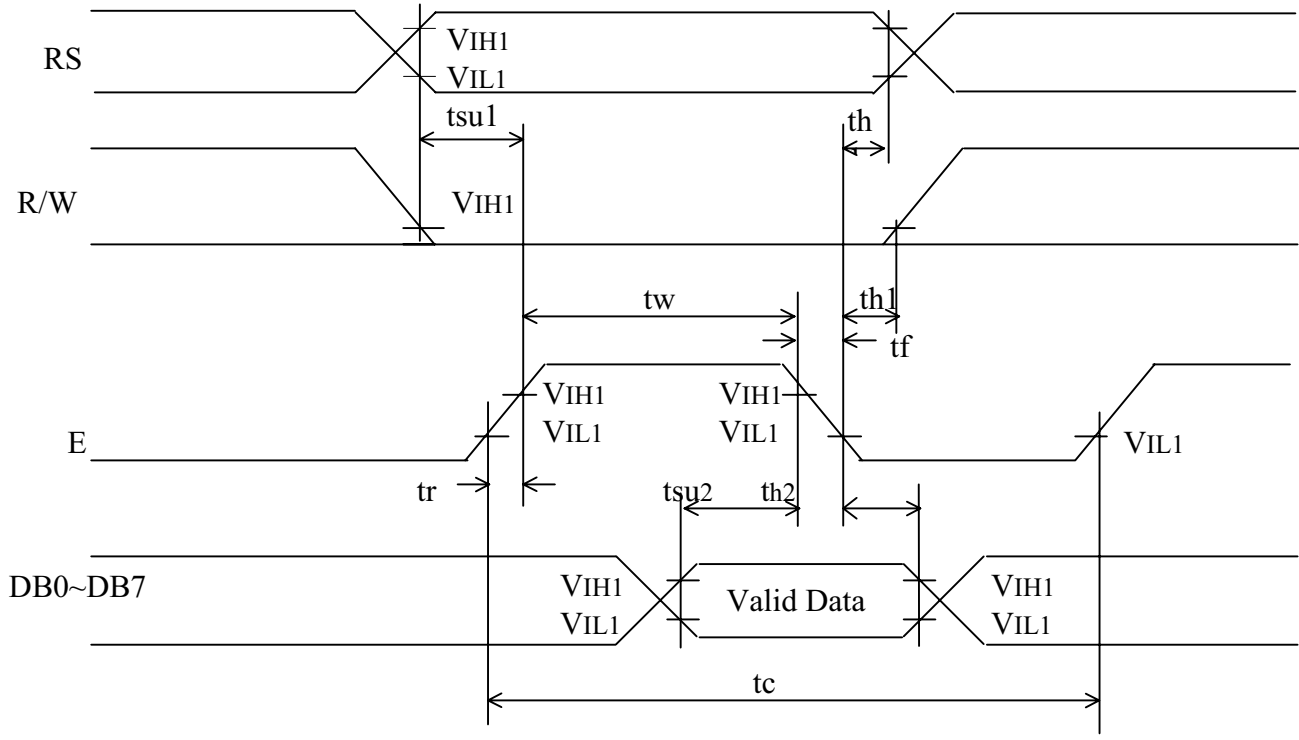 RS
VIH1
VIL1
tsu1
th
R/W
VIH1
tw
th1
tf
E
VIH1
VIL1
VIH1
VIL1
VIL1
tr
tsu2
th2
DB0~DB7
VIH1
VIL1
Valid Data
VIH1
VIL1
tc